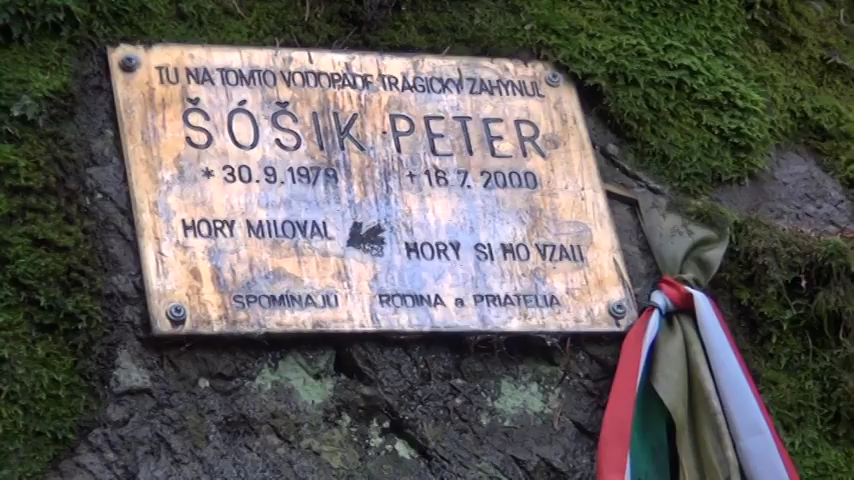 TU NA TOMTO VODOPÁDE TRAGICKY ZAHYNUL
ŠÓŠIK PETER
* 30.9.1979 + 16.7.2000
HORY MILOVAL HORY SI HO VZALI
SPOMÍNAJÚ RODINA a PRIATELIA